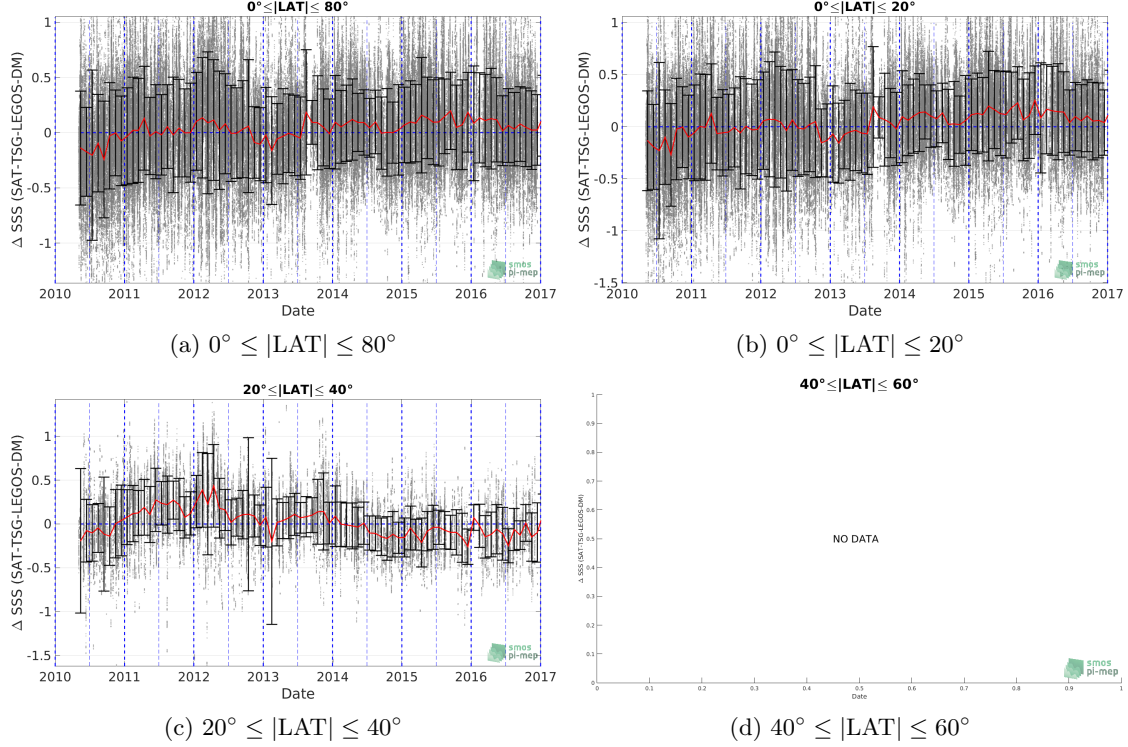 0°≤|LAT|≤ 80°
Δ SSS (SAT-TSG-LEGOS-DM)
0.5
0
-0.5
-1
2010 2011 2012 2013 2014 2015 2016 2017
Date
smos
pi-mep
(a) 0° ≤ |LAT| ≤ 80°
0°≤|LAT|≤ 20°
Δ SSS (SAT-TSG-LEGOS-DM)
1
0.5
0
-0.5
-1
-1.5
2010 2011 2012 2013 2014 2015 2016 2017
Date
smos
pi-mep
(b) 0° ≤ |LAT| ≤ 20°
20°≤|LAT|≤ 40°
Δ SSS (SAT-TSG-LEGOS-DM)
1
0.5
0
-0.5
-1
-1.5
2010 2011 2012 2013 2014 2015 2016 2017
Date
smos
pi-mep
(c) 20° ≤ |LAT| ≤ 40°
40°≤|LAT|≤ 60°
Δ SSS (SAT-TSG-LEGOS-DM)
1
0.9
0.8
0.7
0.6
0.5
0.4
0.3
0.2
0.1
0
NO DATA
0 0.1 0.2 0.3 0.4 0.5 0.6 0.7 0.8 0.9 1
Date
smos
pi-mep
(d) 40° ≤ |LAT| ≤ 60°